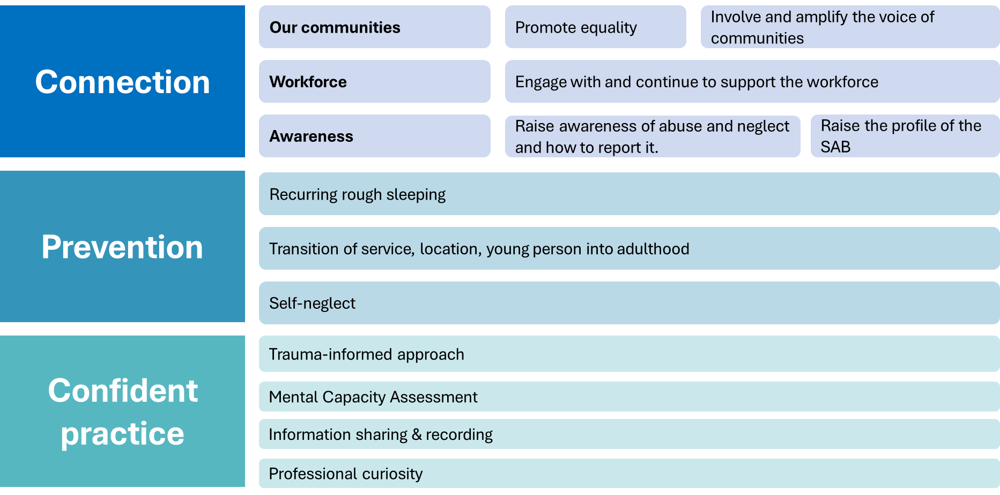 Connection
Our communities
Promote equality
Involve and amplify the voice of
communities
Workforce
Engage with and continue to support the workforce
Awareness
Raise awareness of abuse and neglect
and how to report it.
Raise the profile of the
SAB
Prevention
Recurring rough sleeping
Transition of service, location, young person into adulthood
Self-neglect
Confident
practice
Trauma-informed approach
Mental Capacity Assessment
Information sharing & recording
Professional curiosity